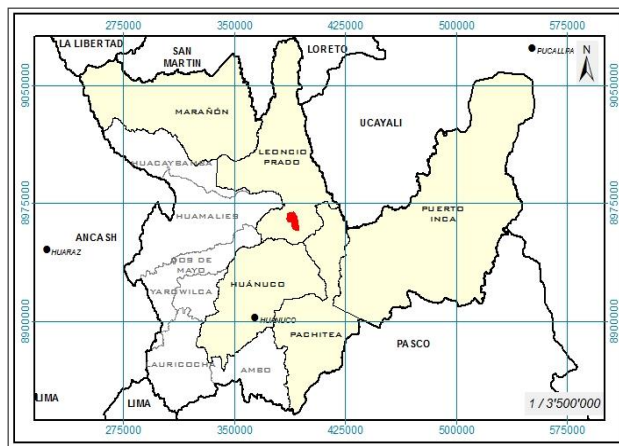 275000 350000 425000 500000 575000
LA LIBERTAD
SAN
MARTIN
LORETO
PUCALLPA
N
9050000
9050000
MARAÑÓN
UCAYALI
LEONCIO
PRADO
HUACAYBAMBA
8975000
8975000
HUAMALIES
PUERTO
INCA
ANCASH
HUARAZ
DOS DE
MAYO
YAROWILCA
HUÁNUCO
HUANUCO
8900000
8900000
PACHITEA
PASCO
LAURICOCHA
AMBO
LIMA
LIMA
1 / 3'500'000
275000 350000 425000 500000 575000